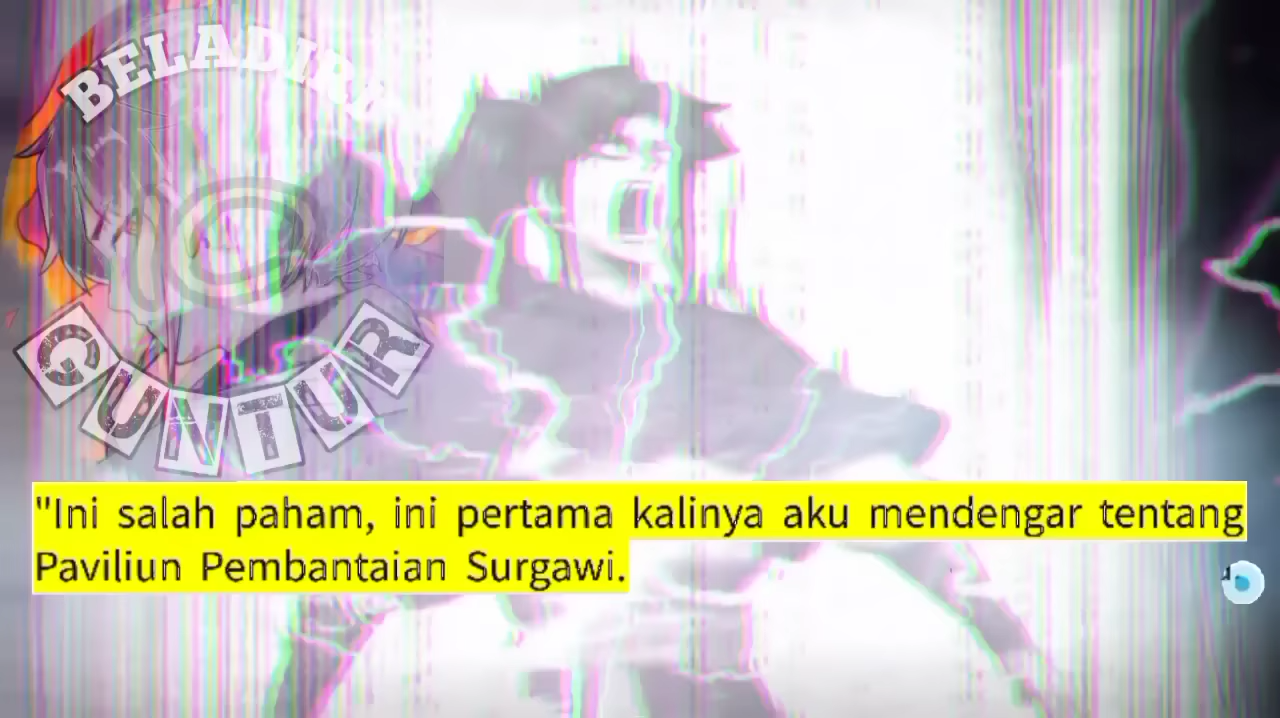 BELADIRI
GUNTUR
"Ini salah paham, ini pertama kalinya aku mendengar tentang
Paviliun Pembantaian Surgawi.